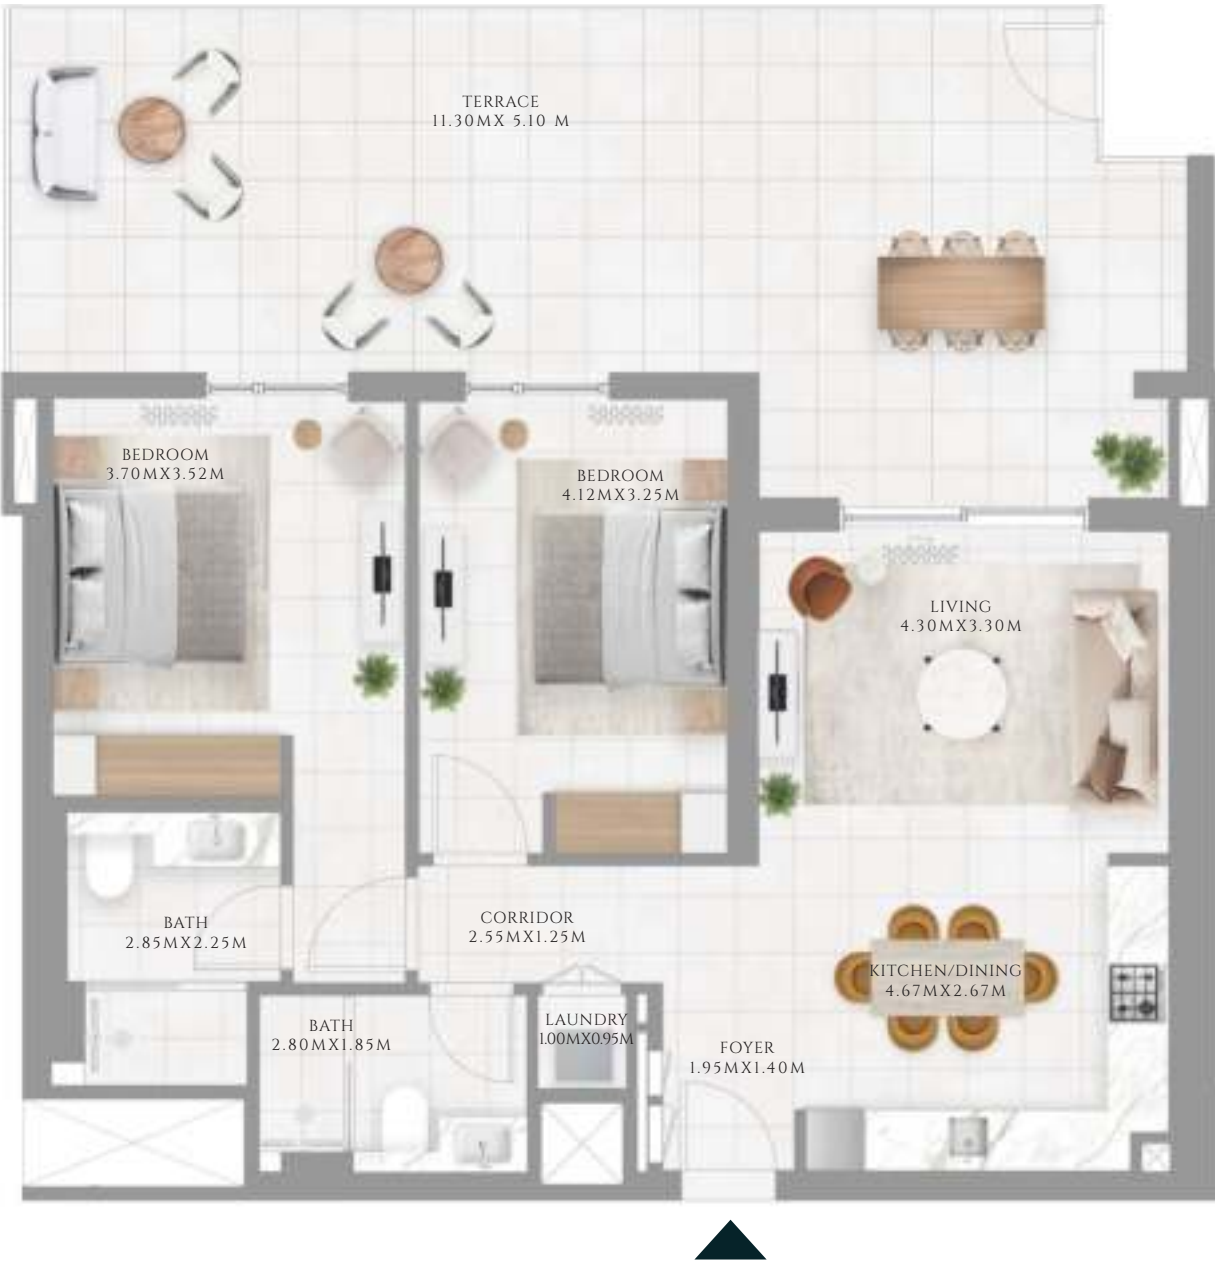 TERRACE
11.30MX 5.10 M
BEDROOM
3.70MX3.52M
BEDROOM
4.12MX3.25M
LIVING
4.30MX3.30M
BATH
2.85MX2.25M
CORRIDOR
2.55MX1.25M
KITCHEN/DINING
4.67MX2.67M
BATH
2.80MX1.85M
LAUNDRY
1.00MX0.95M
FOYER
1.95MX1.40M